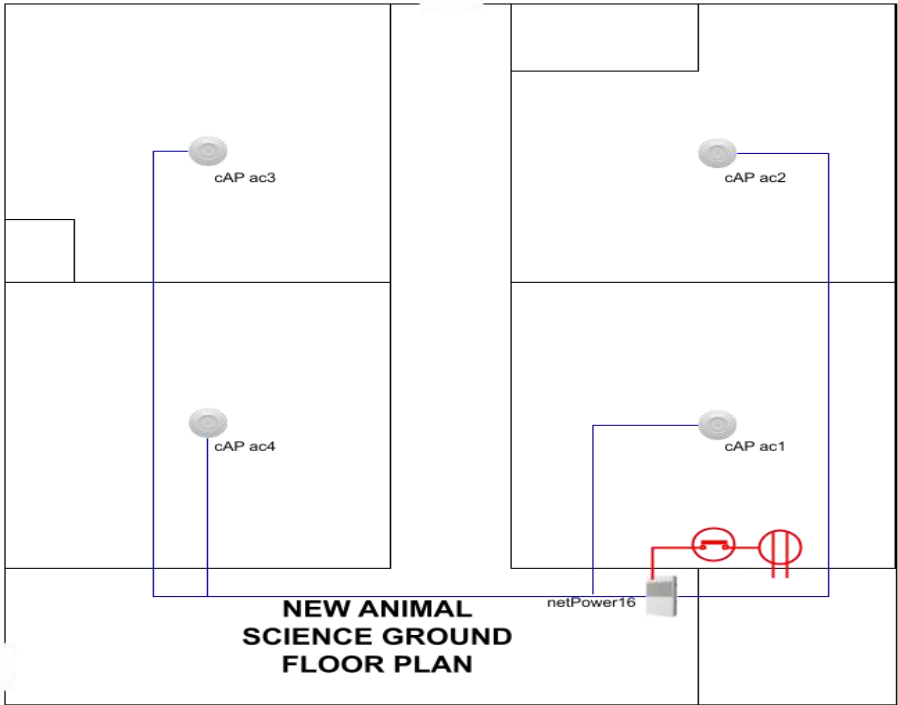 cAP ac3
cAP ac2
cAP ac4
cAP ac1
netPower16
NEW ANIMAL
SCIENCE GROUND
FLOOR PLAN